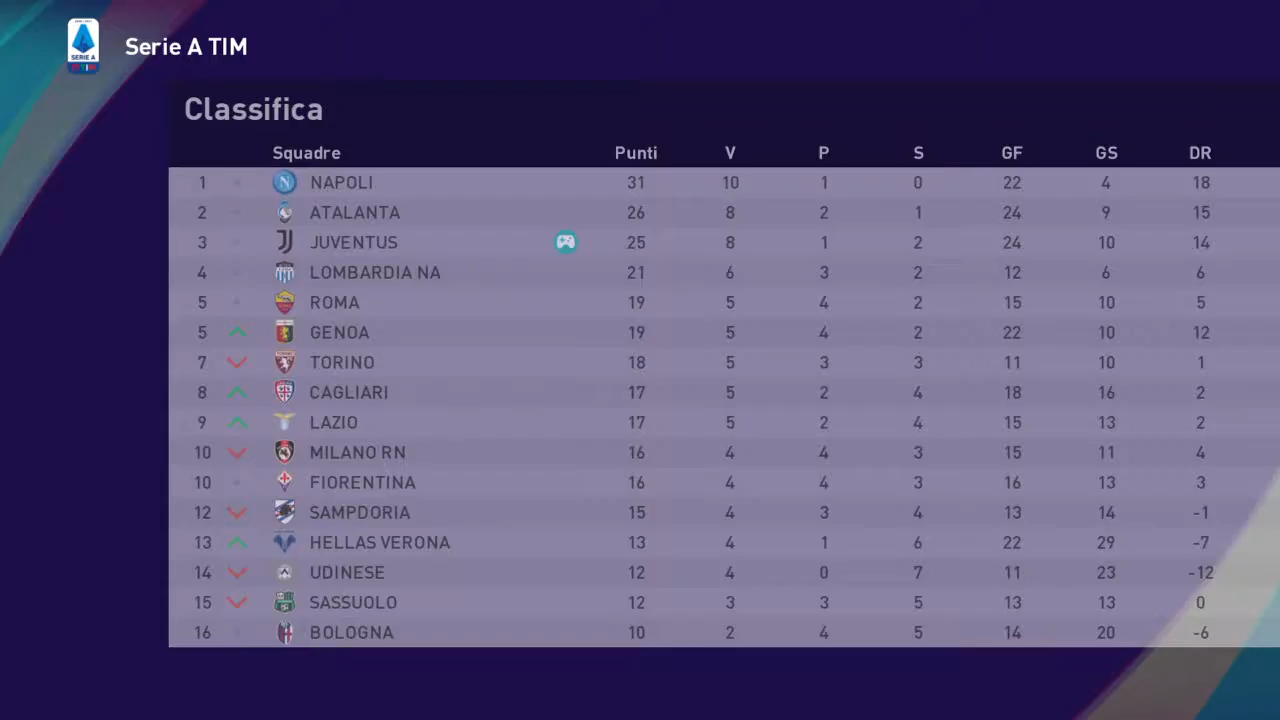 SERIE A
TIM
Serie A TIM
Classifica
Squadre Punti V P S GF GS DR
1 NAPOLI 31 10 1 0 22 4 18
2 ATALANTA 26 8 2 1 24 9 15
3 JUVENTUS 25 8 1 2 24 10 14
4 LOMBARDIA NA 21 6 3 2 12 6 6
5 ROMA 19 5 4 2 15 10 5
5 GENOA 19 5 4 2 22 10 12
7 TORINO 18 5 3 3 11 10 1
8 CAGLIARI 17 5 2 4 18 16 2
9 LAZIO 17 5 2 4 15 13 2
10 MILANO RN 16 4 4 3 15 11 4
10 FIORENTINA 16 4 4 3 16 13 3
12 SAMPDORIA 15 4 3 4 13 14 -1
13 HELLAS VERONA 13 4 1 6 22 29 -7
14 UDINESE 12 4 0 7 11 23 -12
15 SASSUOLO 12 3 3 5 13 13 0
16 BOLOGNA 10 2 4 5 14 20 -6